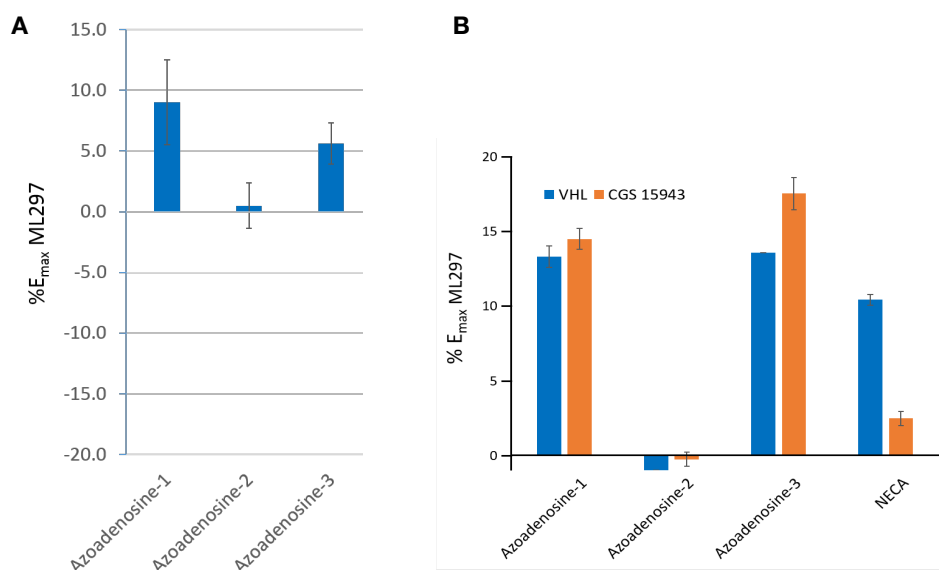 A
15.0
10.0
5.0
0.0
-5.0
-10.0
-15.0
-20.0
%Emax ML297
Azoadenosine-1
Azoadenosine-2
Azoadenosine-3
B
20
15
10
5
0
% Emax ML297
VHL CGS 15943
Azoadenosine-1
Azoadenosine-2
Azoadenosine-3
NECA